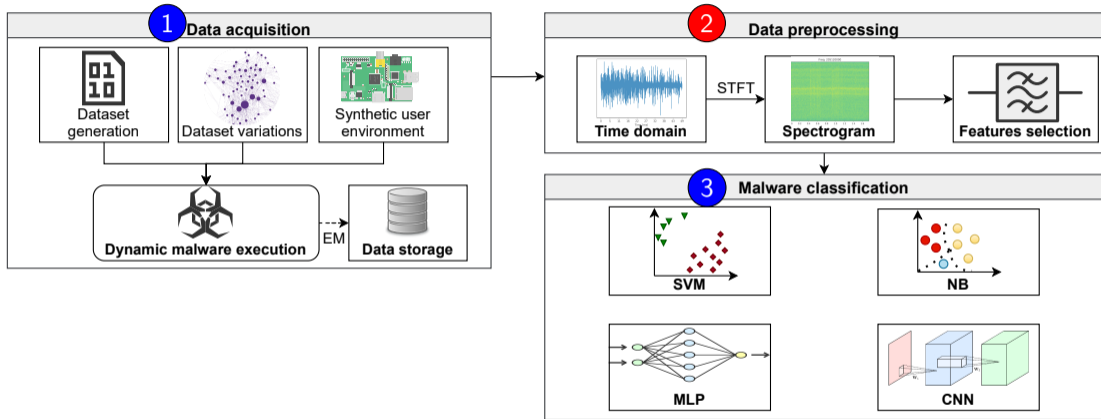 1
Data acquisition
01
10
Dataset
generation
Dataset variations
Synthetic user
environment
Dynamic malware execution
EM
Data storage
2
Data preprocessing
Time domain
STFT
Spectrogram
Features selection
3
Malware classification
SVM
NB
MLP
CNN